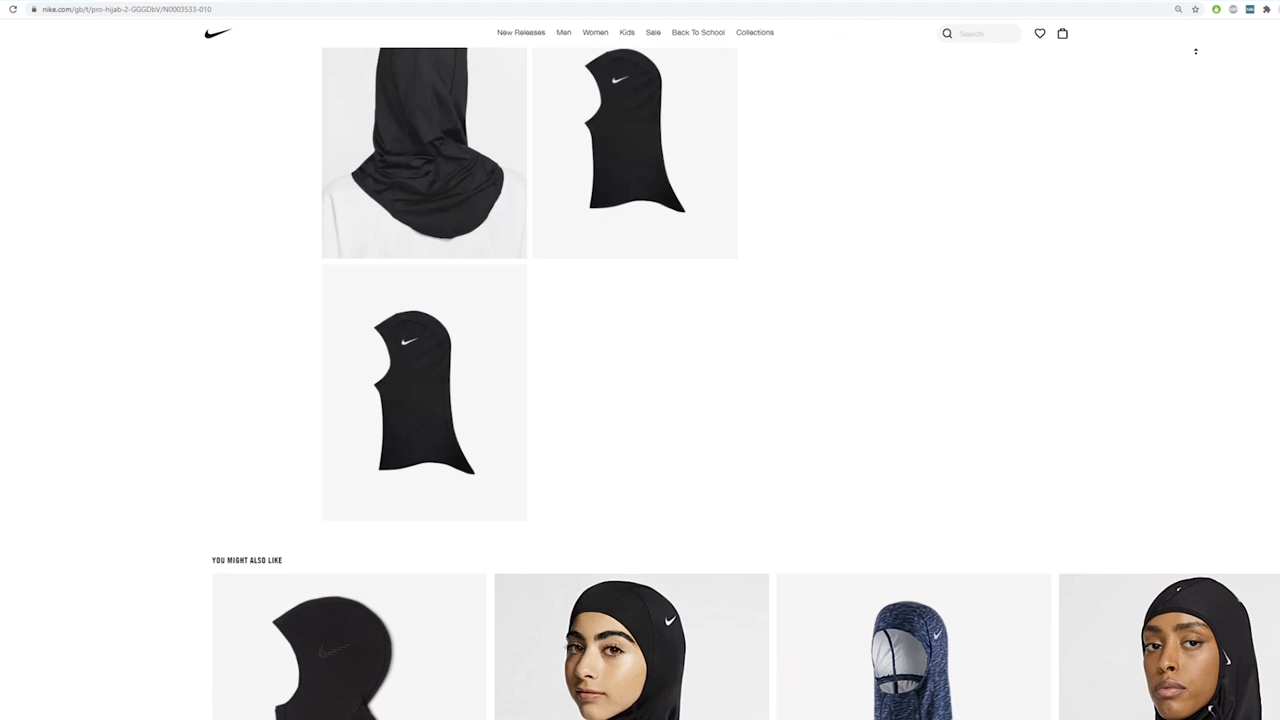 nike.com/gb/t/pro-hijab-2-GGGDbV/N0003533-010
New Releases Men Women Kids Sale Back To School Collections Search
YOU MIGHT ALSO LIKE